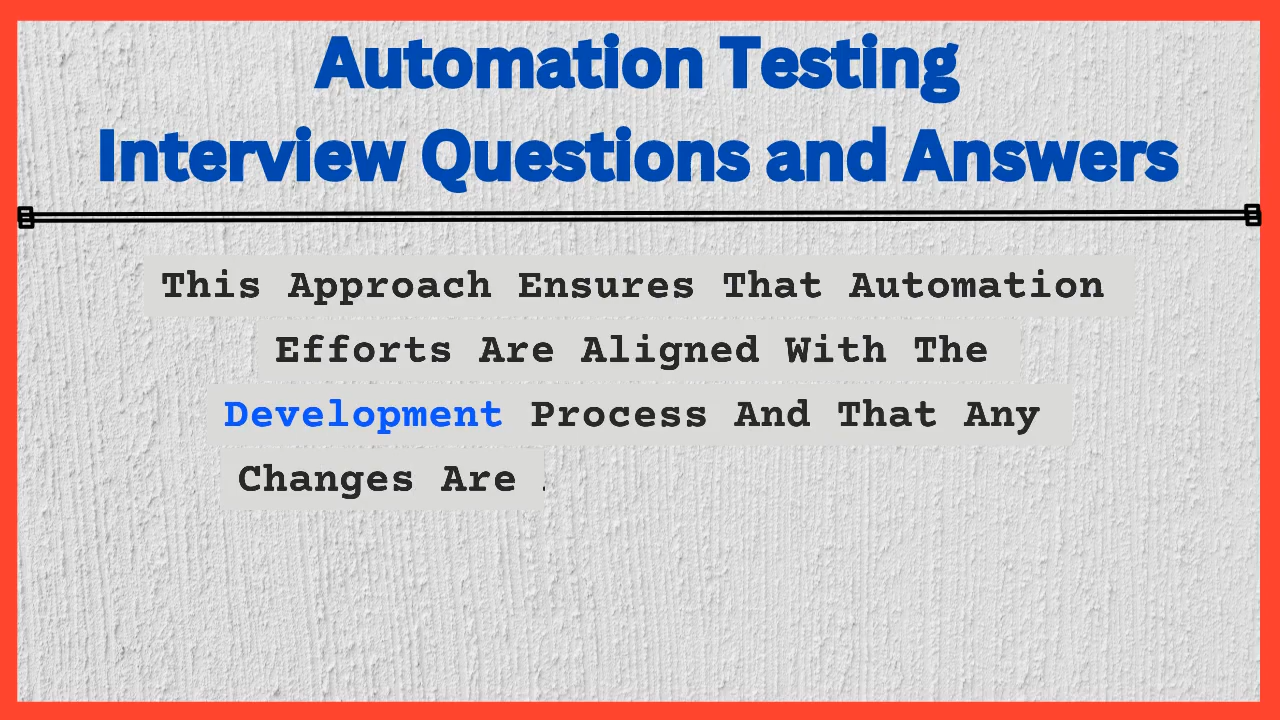 Automation Testing
Interview Questions and Answers
This Approach Ensures That Automation
Efforts Are Aligned With The
Development Process And That Any
Changes Are